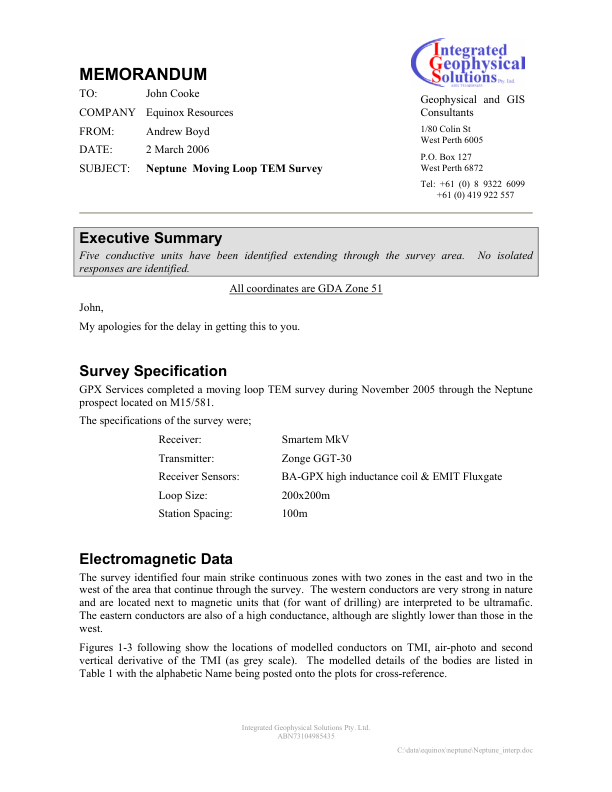 Integrated
Geophysical
Solutions Pty. Ltd.
MEMORANDUM
TO: John Cooke
COMPANY Equinox Resources
FROM: Andrew Boyd
DATE: 2 March 2006
SUBJECT: Neptune Moving Loop TEM Survey
Geophysical and GIS
Consultants
1/80 Colin St
West Perth 6005
P.O. Box 127
West Perth 6872
Tel: +61 (0) 8 9322 6099
+61 (0) 419 922 557
Executive Summary
Five conductive units have been identified extending through the survey area. No isolated
responses are identified.
All coordinates are GDA Zone 51
John,
My apologies for the delay in getting this to you.
Survey Specification
GPX Services completed a moving loop TEM survey during November 2005 through the Neptune
prospect located on M15/581.
The specifications of the survey were;
Receiver: Smartem MkV
Transmitter: Zonge GGT-30
Receiver Sensors: BA-GPX high inductance coil & EMIT Fluxgate
Loop Size: 200x200m
Station Spacing: 100m
Electromagnetic Data
The survey identified four main strike continuous zones with two zones in the east and two in the
west of the area that continue through the survey. The western conductors are very strong in nature
and are located next to magnetic units that (for want of drilling) are interpreted to be ultramafic.
The eastern conductors are also of a high conductance, although are slightly lower than those in the
west.
Figures 1-3 following show the locations of modelled conductors on TMI, air-photo and second
vertical derivative of the TMI (as grey scale). The modelled details of the bodies are listed in
Table 1 with the alphabetic Name being posted onto the plots for cross-reference.
Integrated Geophysical Solutions Pty. Ltd.
ABN73104985435
C:\data\equinox\neptune\Neptune_interp.doc